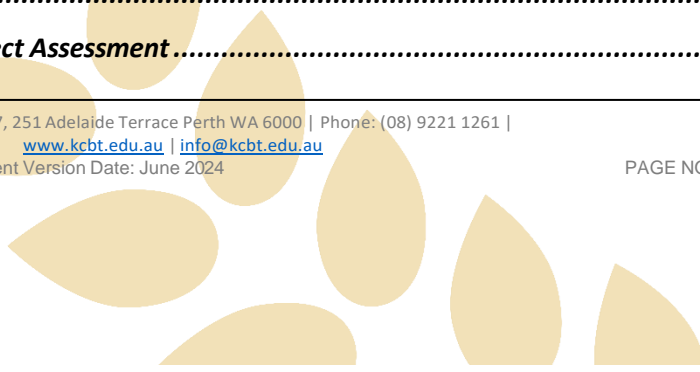 ect Assessment
7, 251 Adelaide Terrace Perth WA 6000 | Phone: (08) 9221 1261 |
www.kcbt.edu.au | info@kcbt.edu.au
ent Version Date: June 2024 PAGE NO